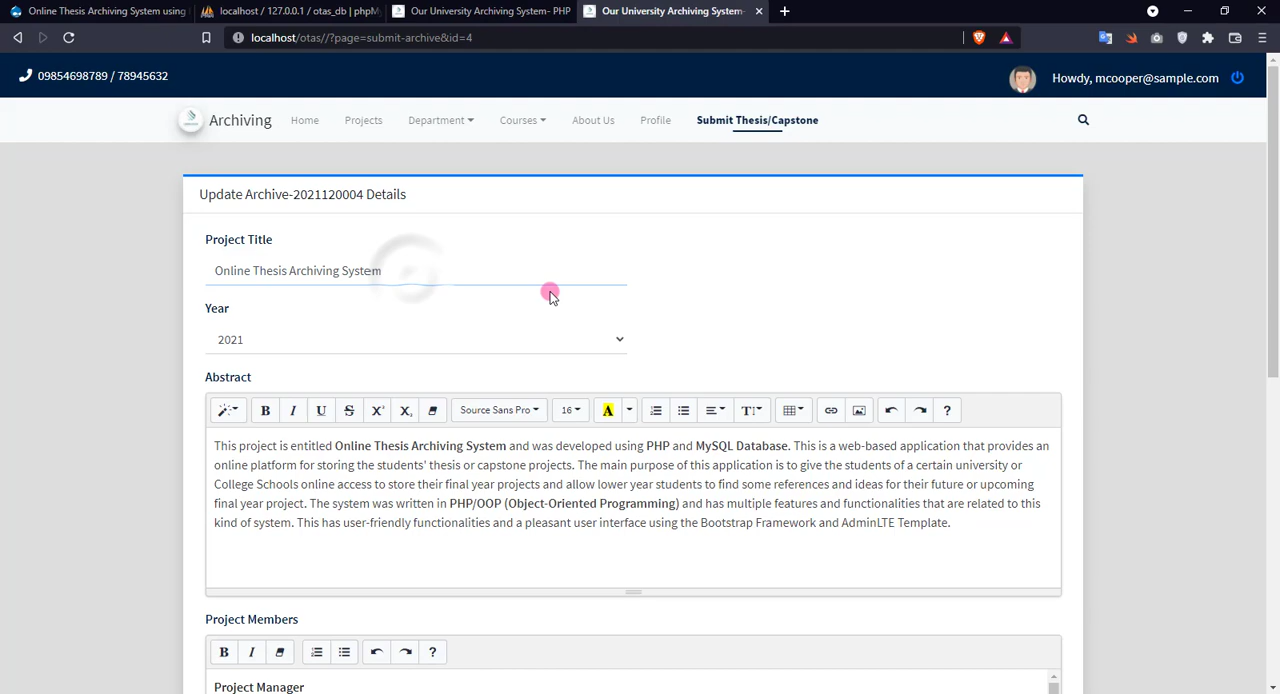 Online Thesis Archiving System using
localhost / 127.0.0.1 / otas_db | phpM
Our University Archiving System- PHP
Our University Archiving System-
localhost/otas//?page=submit-archive&id=4
09854698789 / 78945632
Howdy, mcooper@sample.com
Archiving
Home
Projects
Department
Courses
About Us
Profile
Submit Thesis/Capstone
Update Archive-2021120004 Details
Project Title
Online Thesis Archiving System
Year
2021
Abstract
B I U S X² X₂ Source Sans Pro 16 A T ?
This project is entitled Online Thesis Archiving System and was developed using PHP and MySQL Database. This is a web-based application that provides an
online platform for storing the students' thesis or capstone projects. The main purpose of this application is to give the students of a certain university or
College Schools online access to store their final year projects and allow lower year students to find some references and ideas for their future or upcoming
final year project. The system was written in PHP/OOP (Object-Oriented Programming) and has multiple features and functionalities that are related to this
kind of system. This has user-friendly functionalities and a pleasant user interface using the Bootstrap Framework and AdminLTE Template.
Project Members
B I ?
Project Manager